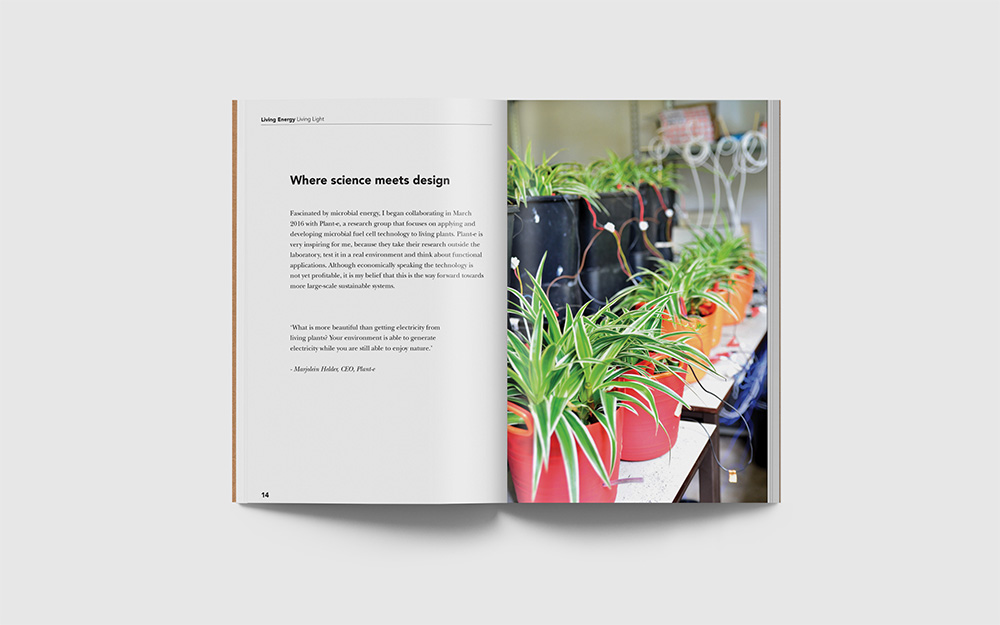 Living Energy Living Light
Where science meets design
Fascinated by microbial energy, I began collaborating in March
2016 with Plant-e, a research group that focuses on applying and
developing microbial fuel cell technology to living plants. Plant-e is
very inspiring for me, because they take their research outside the
laboratory, test it in a real environment and think about functional
applications. Although economically speaking the technology is
not yet profitable, it is my belief that this is the way forward towards
more large-scale sustainable systems.
‘What is more beautiful than getting electricity from
living plants? Your environment is able to generate
electricity while you are still able to enjoy nature.’
- Marjolein Helder, CEO, Plant-e
14